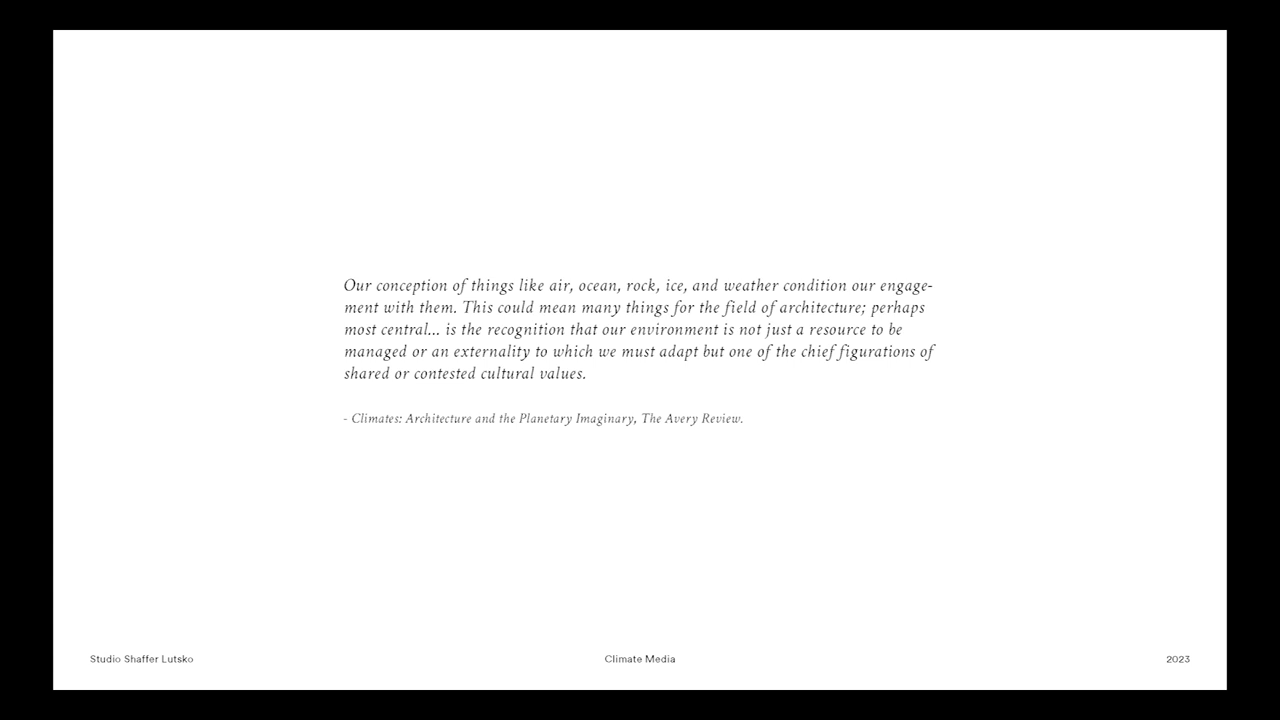 Our conception of things like air, ocean, rock, ice, and weather condition our engage-
ment with them. This could mean many things for the field of architecture; perhaps
most central... is the recognition that our environment is not just a resource to be
managed or an externality to which we must adapt but one of the chief figurations of
shared or contested cultural values.
- Climates: Architecture and the Planetary Imaginary, The Avery Review.
Studio Shaffer Lutsko
Climate Media
2023